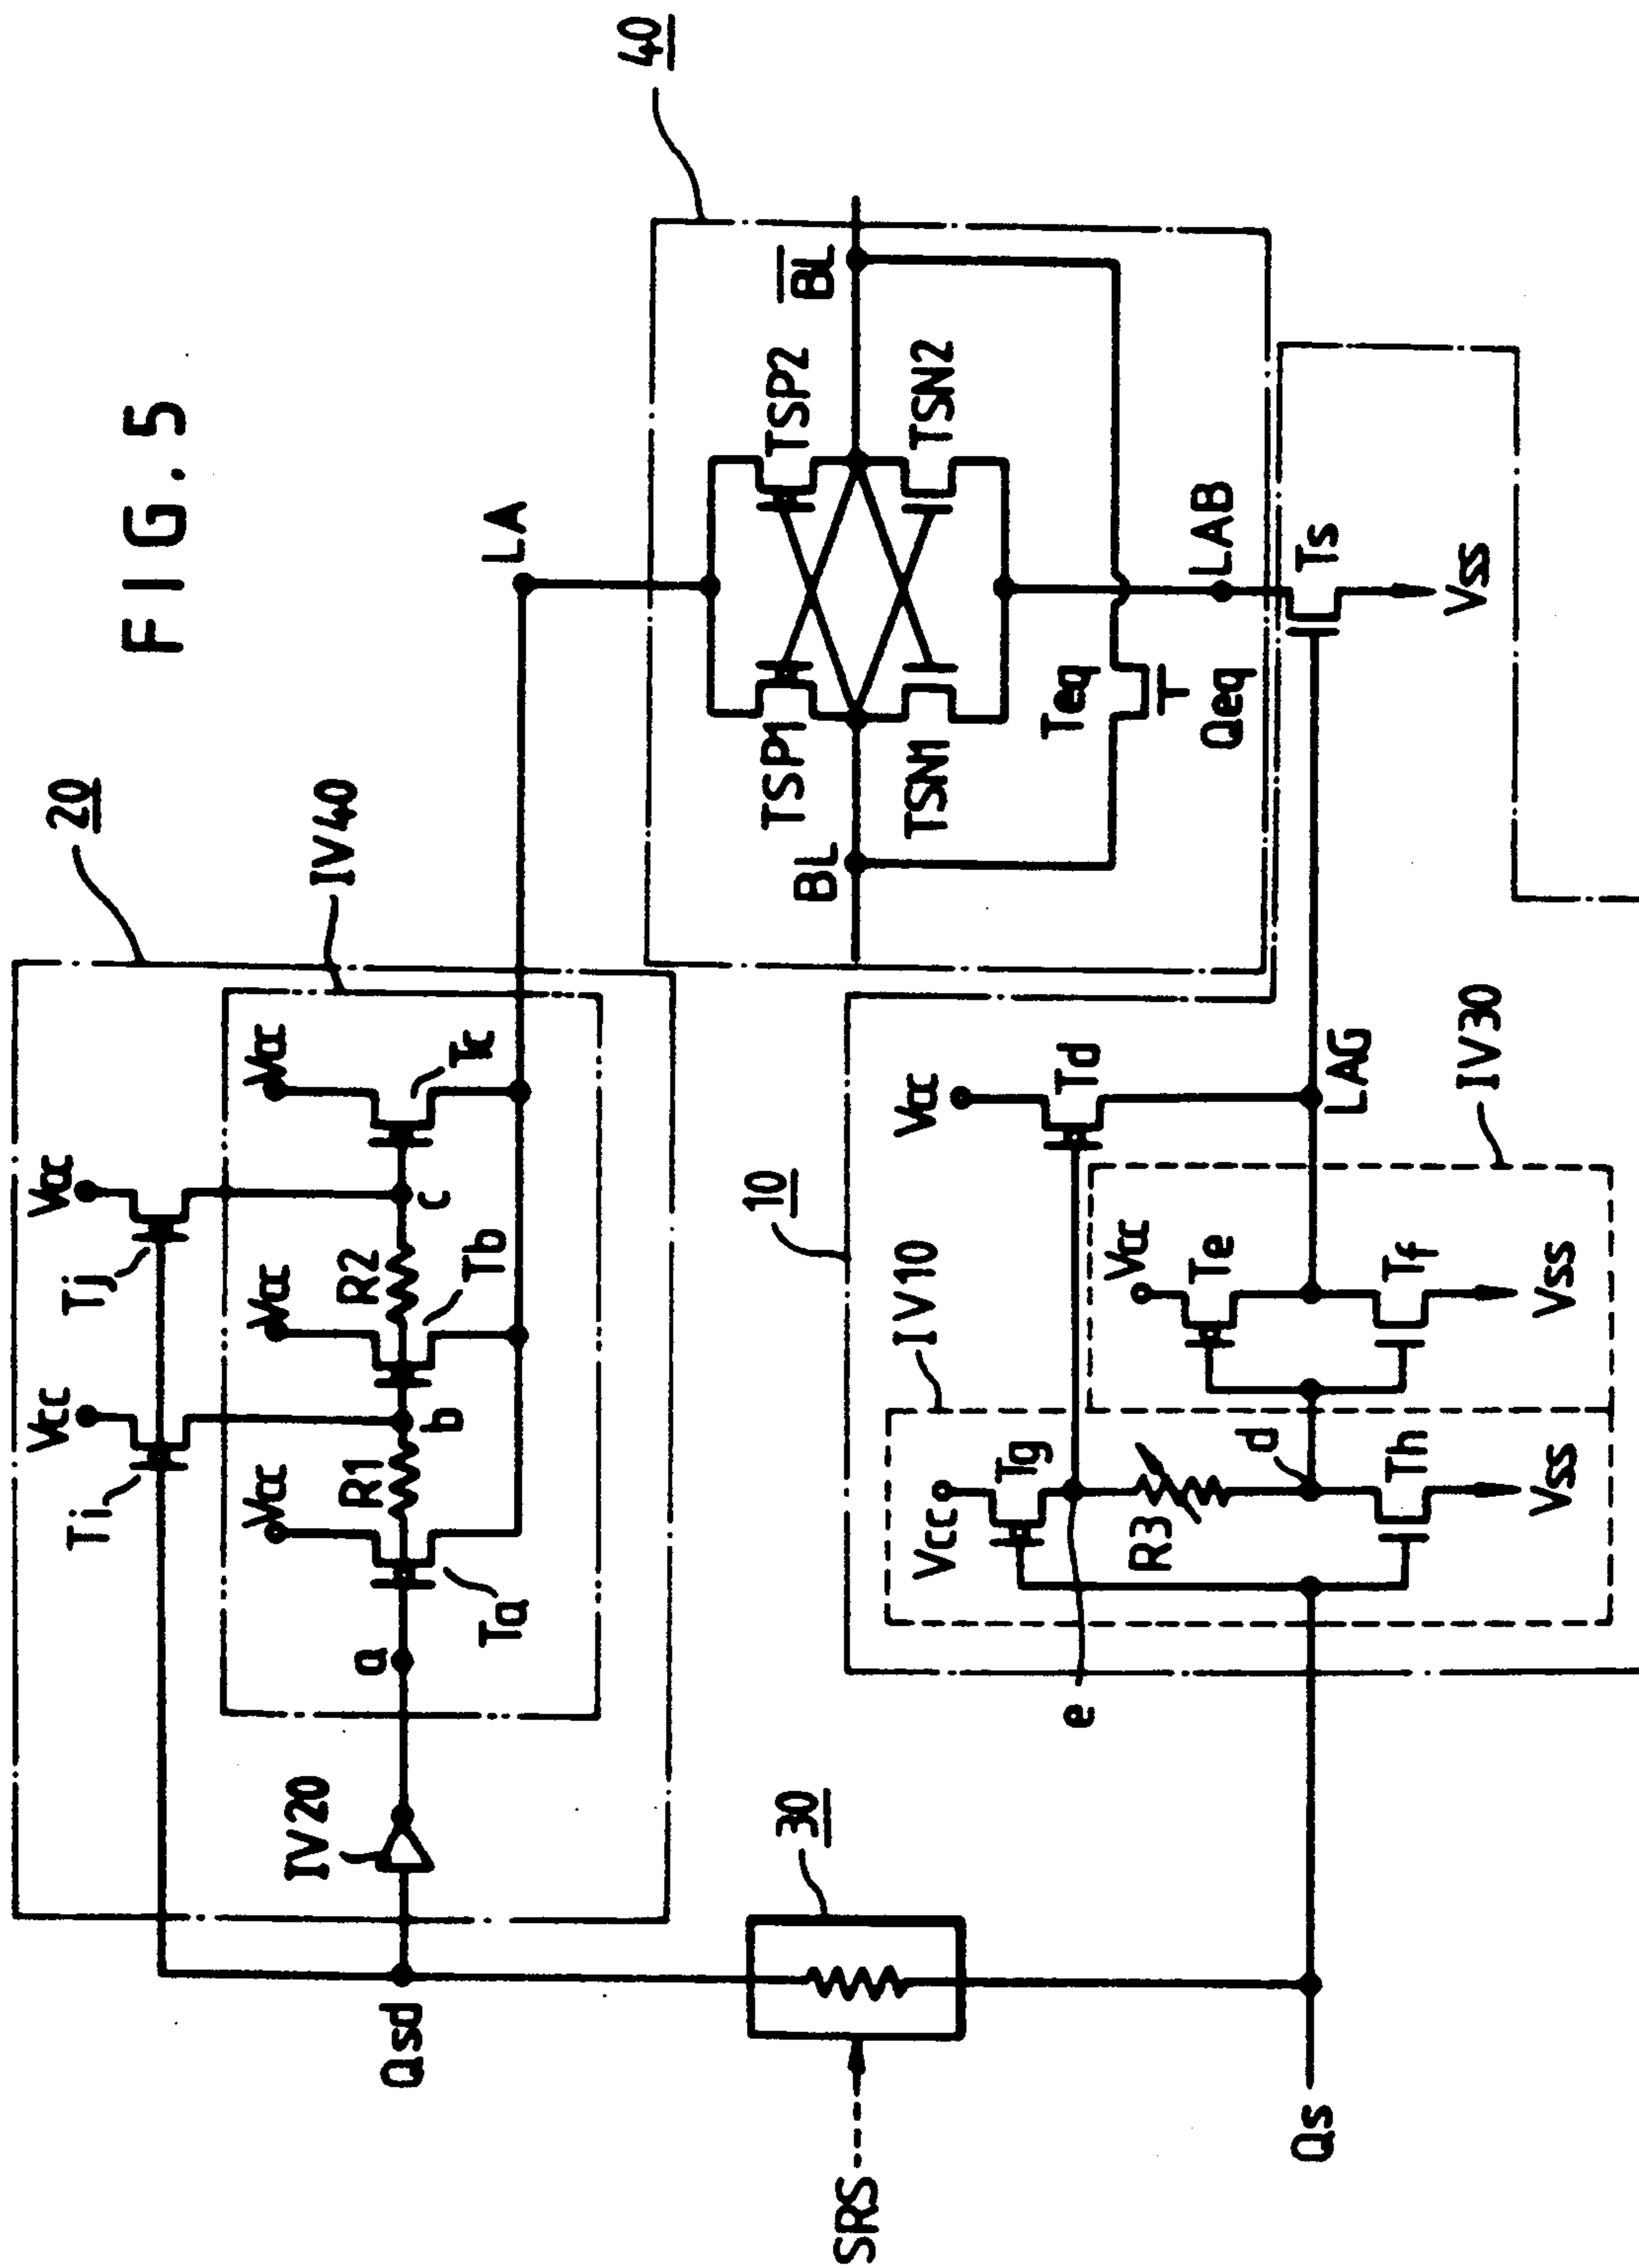 FIG. 5
20
IV40
Tj
Vcc
Ti
Vcc
Vcc
Vcc
Vcc
Tc
R2
Tb
R1
Ta
a
b
c
IV20
Qsd
LA
40
TSP1
TSP2
BL
BL
TSN1
TSN2
Teq
Qeq
LAB
Ts
Vss
30
SRS
10
IV10
Vcc
Td
Vcc
Tg
Vcc
Te
e
R3
d
Th
Tf
LAG
IV30
Vss
Vss
Qs